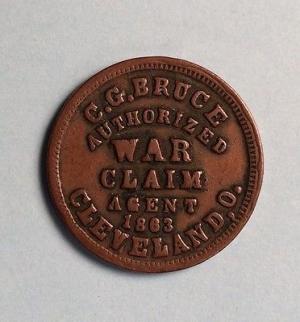 C.G.BRUCE
AUTHORIZED
WAR
CLAIM
AGENT
1863
CLEVELAND,O.